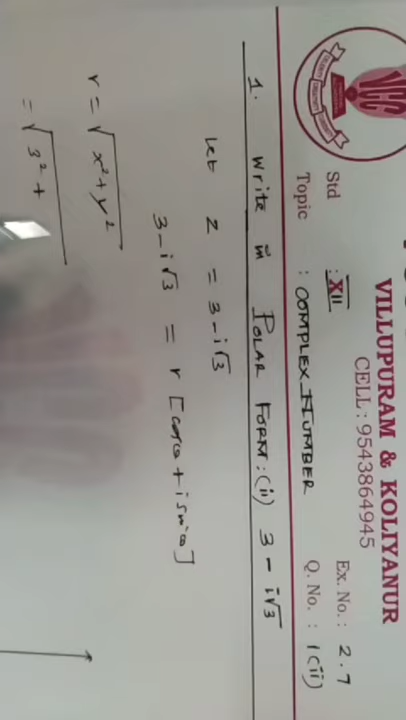 VCC
VILLUPURAM & KOLIYANUR
CELL : 9543864945
Std : XII
Ex. No. : 2.7
Topic : COMPLEX NUMBER
Q. No. : 1(ii)
1. Write in POLAR FORM: (ii) 3 - i√3
Let z = 3 - i√3
3 - i√3 = r [cosθ + i sinθ]
r = √x²+y²
= √3² +